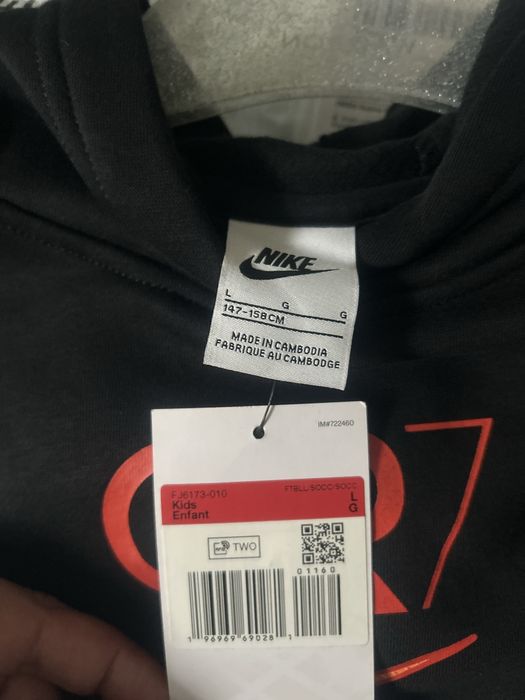 NIKE
L G G
147-158CM
MADE IN CAMBODIA
FABRIQUE AU CAMBODGE
IM#722460
FJ6173-010 FTBLL/SOCC/SOCC
Kids L
Enfant G
TWO
01160
1 96969 69028 1
CR7